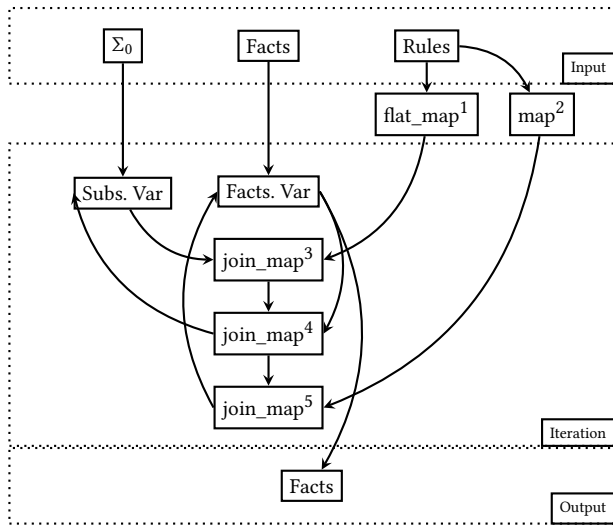 Σ₀
Facts
Rules
Input
flat_map¹
map²
Subs. Var
Facts. Var
join_map³
join_map⁴
join_map⁵
Iteration
Facts
Output